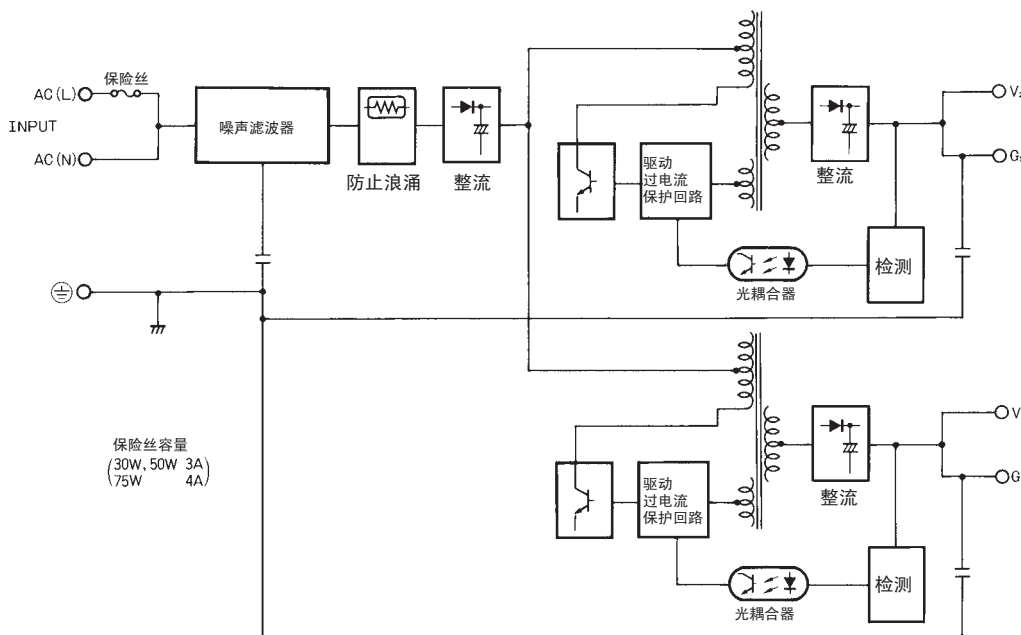 保险丝
AC(L)
INPUT
AC(N)
噪声滤波器
防止浪涌
整流
驱动
过电流
保护回路
整流
V
G
光耦合器
检测
保险丝容量
(30W,50W 3A
75W 4A)
驱动
过电流
保护回路
整流
V
G
光耦合器
检测